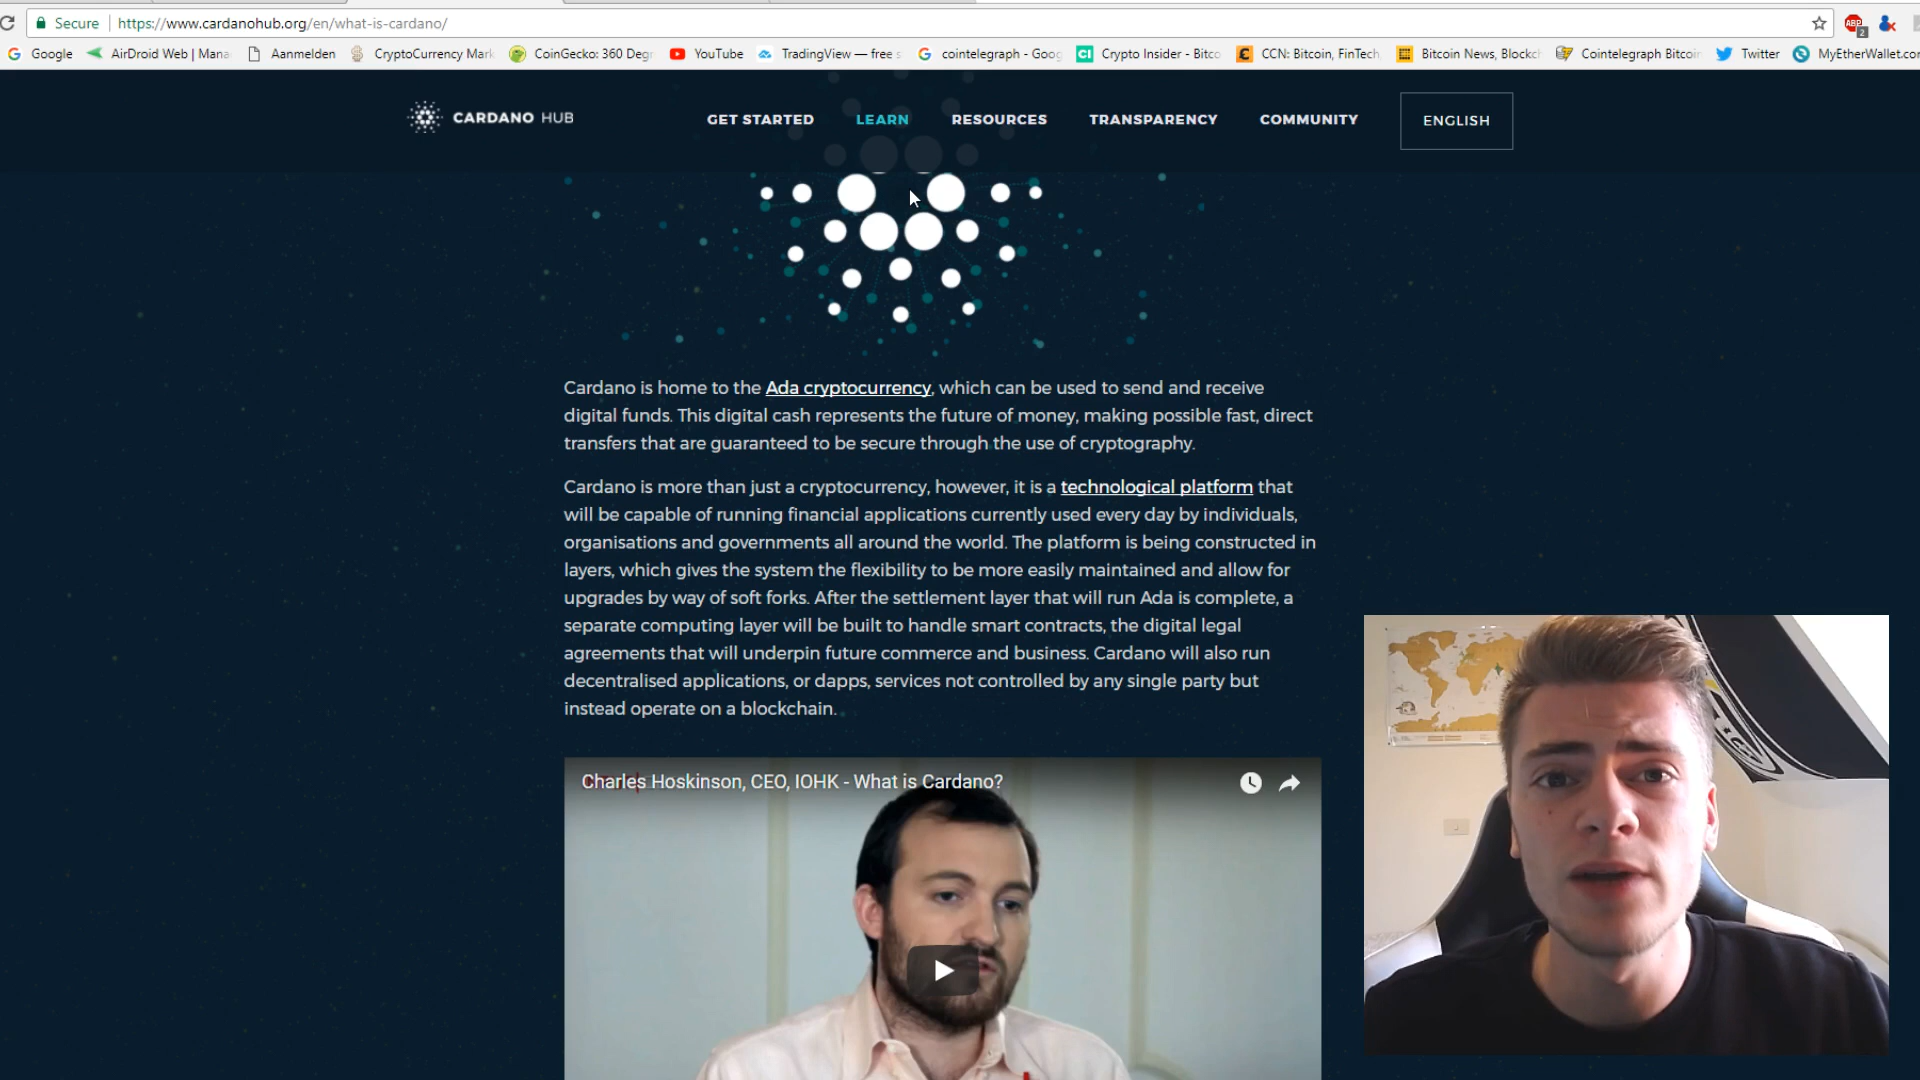 Secure https://www.cardanohub.org/en/what-is-cardano/
ABP 2
Google AirDroid Web | Mana Aanmelden CryptoCurrency Mark CoinGecko: 360 Degr YouTube TradingView — free s cointelegraph - Goog CI Crypto Insider - Bitco CCN: Bitcoin, FinTech, Bitcoin News, Blockch Cointelegraph Bitcoin Twitter MyEtherWallet.com
CARDANO HUB
GET STARTED LEARN RESOURCES TRANSPARENCY COMMUNITY ENGLISH
Cardano is home to the Ada cryptocurrency, which can be used to send and receive
digital funds. This digital cash represents the future of money, making possible fast, direct
transfers that are guaranteed to be secure through the use of cryptography.
Cardano is more than just a cryptocurrency, however, it is a technological platform that
will be capable of running financial applications currently used every day by individuals,
organisations and governments all around the world. The platform is being constructed in
layers, which gives the system the flexibility to be more easily maintained and allow for
upgrades by way of soft forks. After the settlement layer that will run Ada is complete, a
separate computing layer will be built to handle smart contracts, the digital legal
agreements that will underpin future commerce and business. Cardano will also run
decentralised applications, or dapps, services not controlled by any single party but
instead operate on a blockchain.
Charles Hoskinson, CEO, IOHK - What is Cardano?